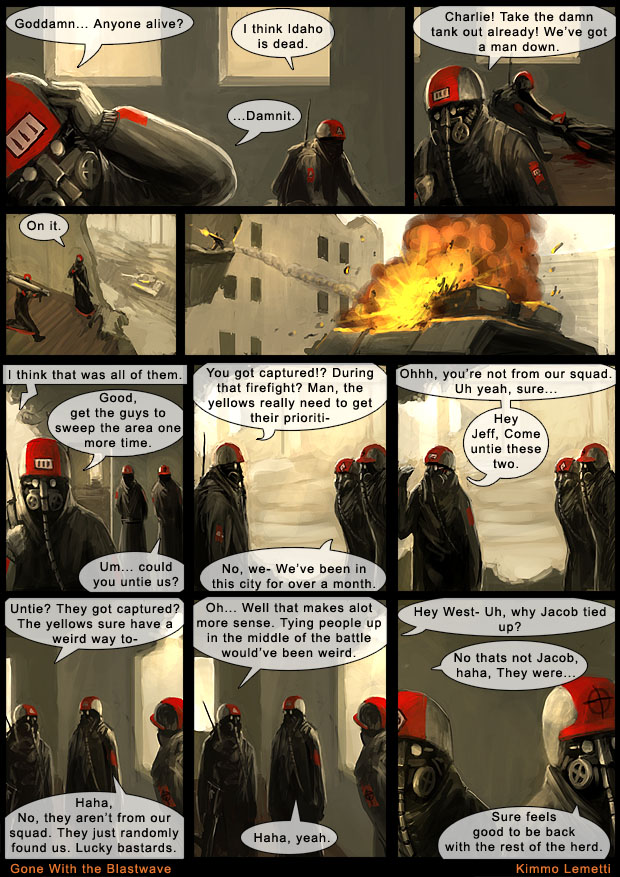 Goddamn... Anyone alive?
I think Idaho
is dead.
...Damnit.
Charlie! Take the damn
tank out already! We've got
a man down.
On it.
I think that was all of them.
Good,
get the guys to
sweep the area one
more time.
Um... could
you untie us?
You got captured!? During
that firefight? Man, the
yellows really need to get
their prioriti-
No, we- We've been in
this city for over a month.
Ohhh, you're not from our squad.
Uh yeah, sure...
Hey
Jeff, Come
untie these
two.
Untie? They got captured?
The yellows sure have a
weird way to-
Haha,
No, they aren't from our
squad. They just randomly
found us. Lucky bastards.
Oh... Well that makes alot
more sense. Tying people up
in the middle of the battle
would've been weird.
Haha, yeah.
Hey West- Uh, why Jacob tied
up?
No thats not Jacob,
haha, They were...
Sure feels
good to be back
with the rest of the herd.
Gone With the Blastwave
Kimmo Lemetti